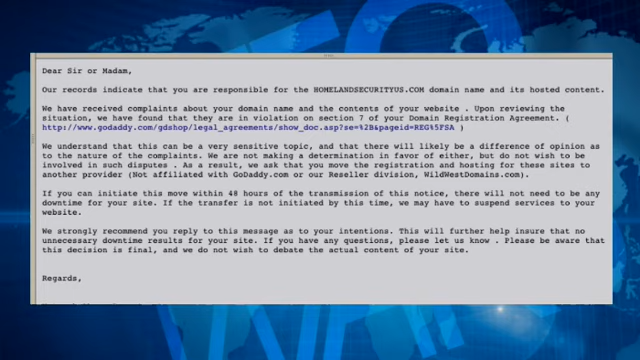 Dear Sir or Madam,
Our records indicate that you are responsible for the HOMELANDSECURITYUS.COM domain name and its hosted content.
We have received complaints about your domain name and the contents of your website . Upon reviewing the
situation, we have found that they are in violation on section 7 of your Domain Registration Agreement. (
http://www.godaddy.com/gdshop/legal_agreements/show_doc.asp?se=%2B&pageid=REG%5FSA )
We understand that this can be a very sensitive topic, and that there will likely be a difference of opinion as
to the nature of the complaints. We are not making a determination in favor of either, but do not wish to be
involved in such disputes . As a result, we ask that you move the registration and hosting for these sites to
another provider (Not affiliated with GoDaddy.com or our Reseller division, WildWestDomains.com).
If you can initiate this move within 48 hours of the transmission of this notice, there will not need to be any
downtime for your site. If the transfer is not initiated by this time, we may have to suspend services to your
website.
We strongly recommend you reply to this message as to your intentions. This will further help insure that no
unnecessary downtime results for your site. If you have any questions, please let us know . Please be aware that
this decision is final, and we do not wish to debate the actual content of your site.
Regards,